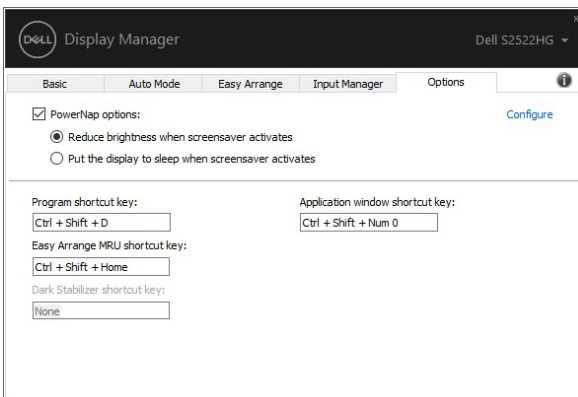 DELL Display Manager
Dell S2522HG
Basic Auto Mode Easy Arrange Input Manager Options
PowerNap options:
Configure
Reduce brightness when screensaver activates
Put the display to sleep when screensaver activates
Program shortcut key:
Application window shortcut key:
Ctrl + Shift + D
Ctrl + Shift + Num 0
Easy Arrange MRU shortcut key:
Ctrl + Shift + Home
Dark Stabilizer shortcut key:
None